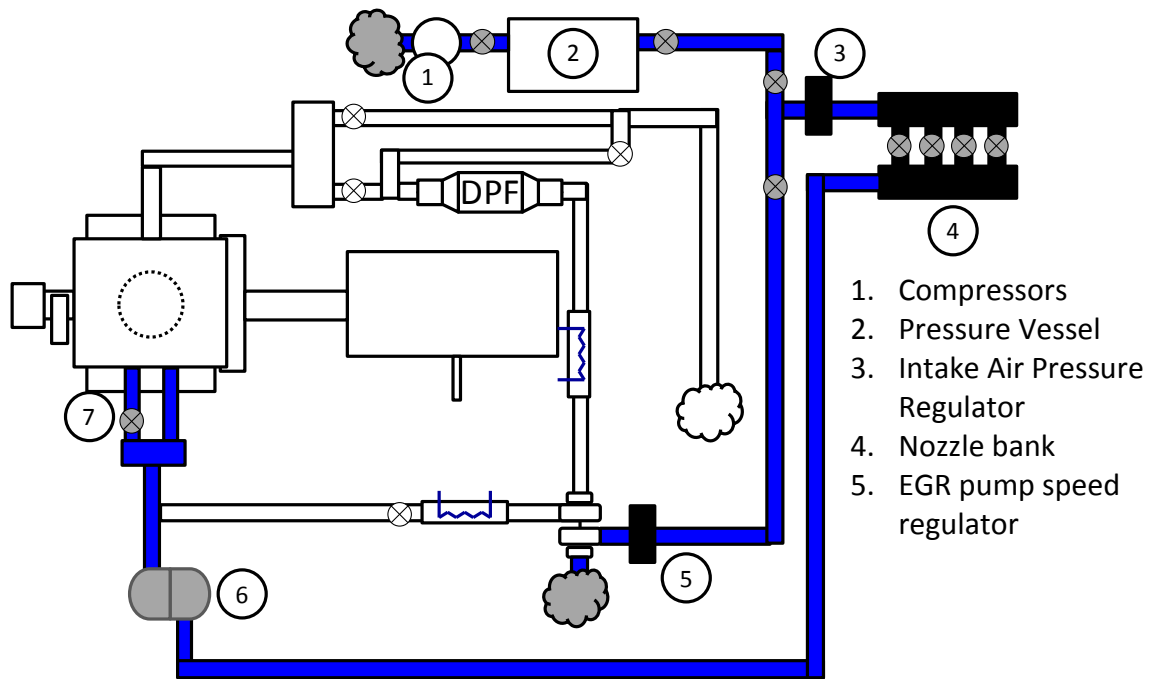 1
2
3
DPF
4
7
5
6
1. Compressors
2. Pressure Vessel
3. Intake Air Pressure
Regulator
4. Nozzle bank
5. EGR pump speed
regulator